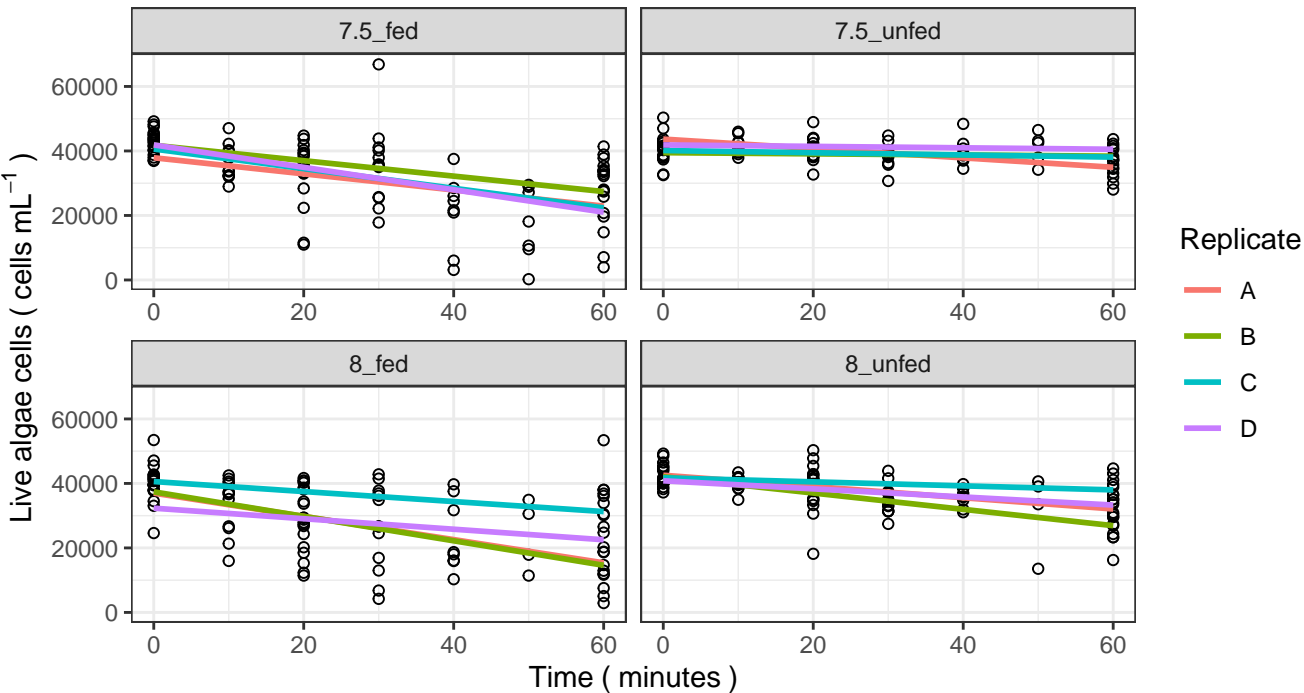 7.5_fed
7.5_unfed
60000
40000
20000
0
0
20
40
60
0
20
40
60
8_fed
8_unfed
60000
40000
20000
0
0
20
40
60
0
20
40
60
Time ( minutes )
Live algae cells ( cells mL⁻¹ )
Replicate
A
B
C
D